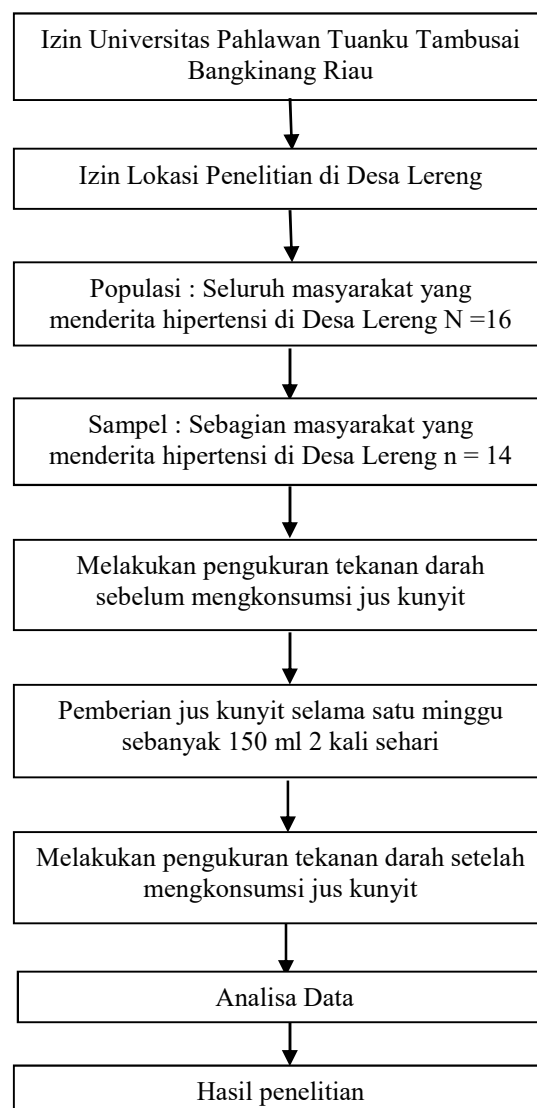 Izin Universitas Pahlawan Tuanku Tambusai
Bangkinang Riau
Izin Lokasi Penelitian di Desa Lereng
Populasi : Seluruh masyarakat yang
menderita hipertensi di Desa Lereng N =16
Sampel : Sebagian masyarakat yang
menderita hipertensi di Desa Lereng n = 14
Melakukan pengukuran tekanan darah
sebelum mengkonsumsi jus kunyit
Pemberian jus kunyit selama satu minggu
sebanyak 150 ml 2 kali sehari
Melakukan pengukuran tekanan darah setelah
mengkonsumsi jus kunyit
Analisa Data
Hasil penelitian